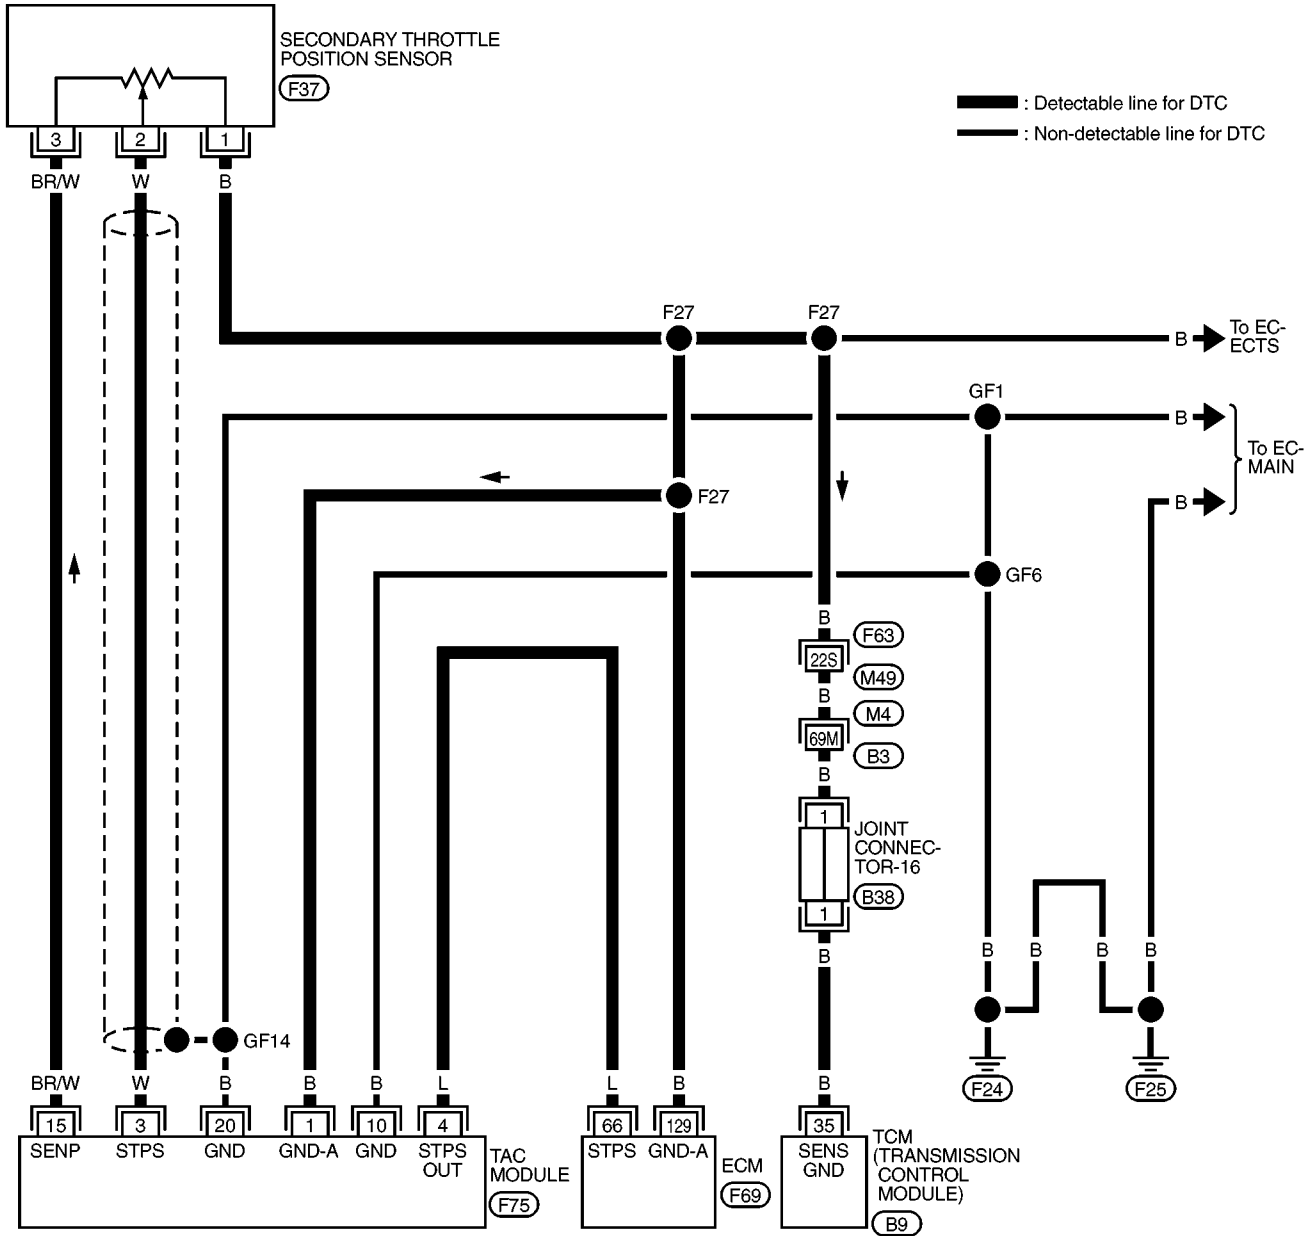 SECONDARY THROTTLE
POSITION SENSOR
F37
: Detectable line for DTC
: Non-detectable line for DTC
3
2
1
BR/W
W
B
F27
F27
B
To EC-
ECTS
GF1
B
To EC-
MAIN
F27
B
GF6
B
F63
22S
M49
B
M4
69M
B3
B
1
JOINT
CONNEC-
TOR-16
B38
1
B
B
B
B
B
GF14
F24
F25
BR/W
W
B
B
B
L
L
B
B
15
3
20
1
10
4
66
129
35
SENP
STPS
GND
GND-A
GND
STPS
OUT
TAC
MODULE
F75
STPS
GND-A
ECM
F69
SENS
GND
TCM
(TRANSMISSION
CONTROL
MODULE)
B9